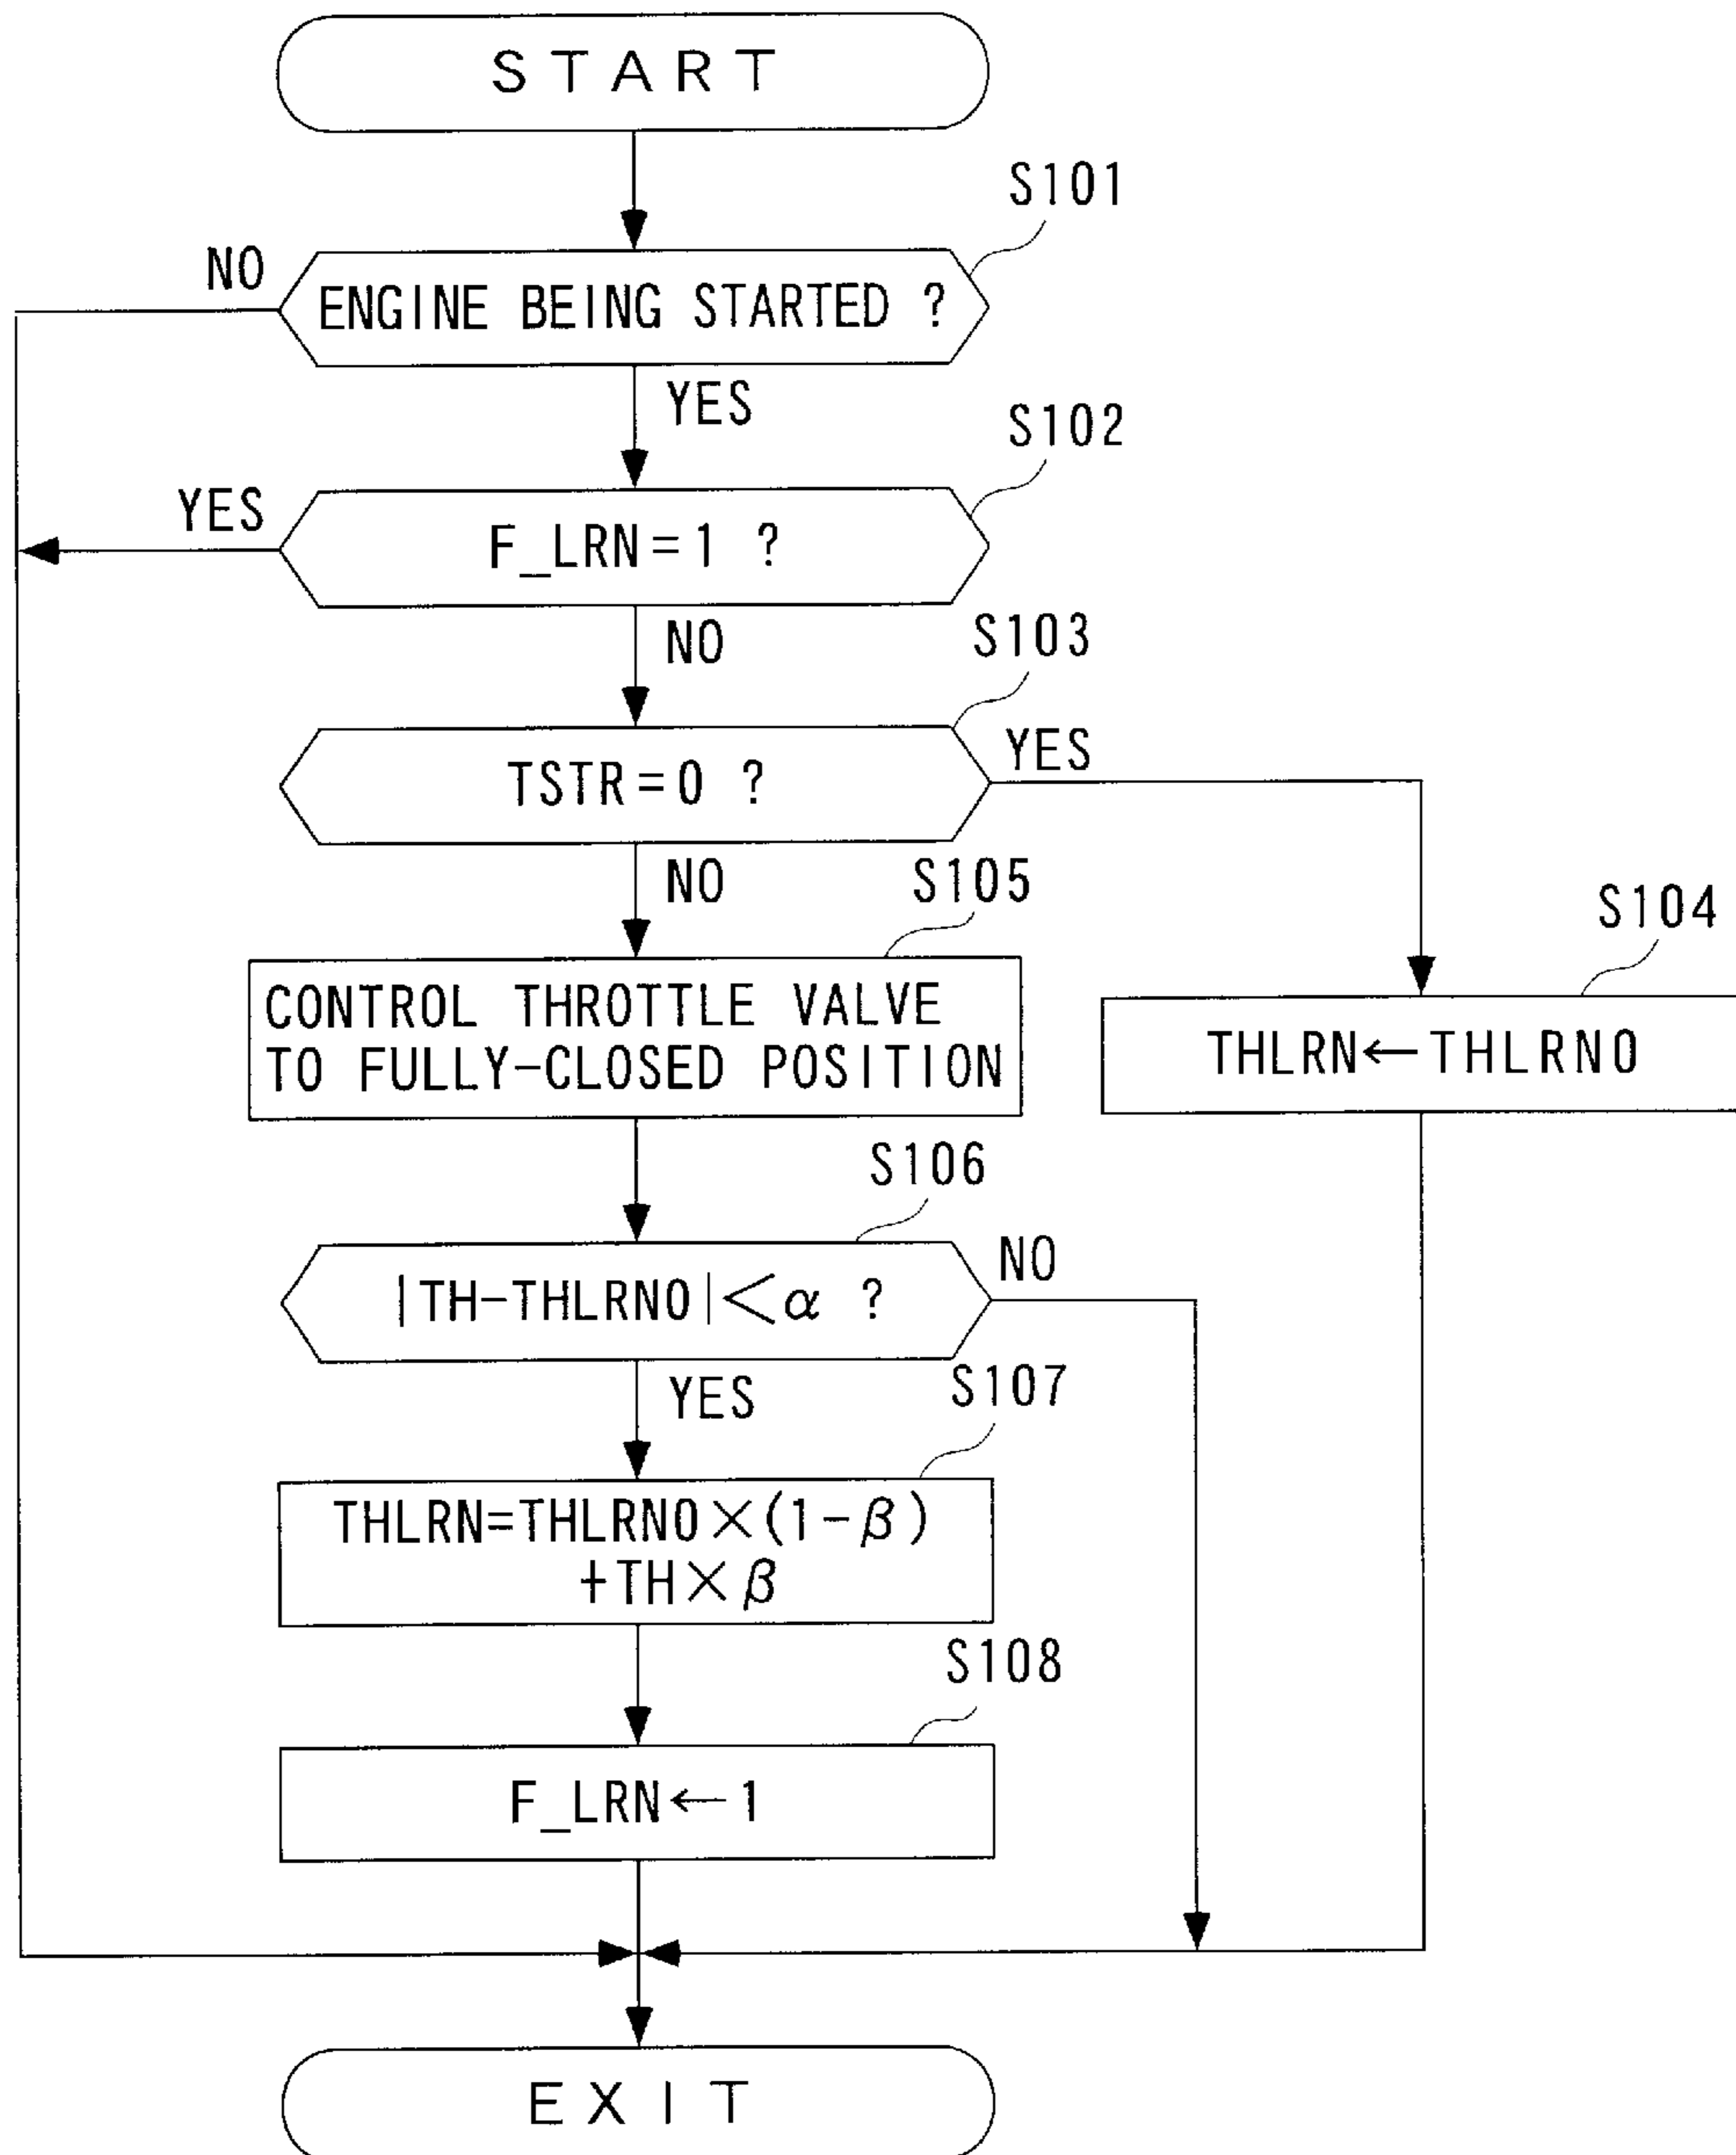 START
S101
NO
ENGINE BEING STARTED ?
YES
S102
YES
F_LRN=1 ?
NO
S103
TSTR=0 ?
YES
NO
S105
S104
CONTROL THROTTLE VALVE
TO FULLY-CLOSED POSITION
THLRN←THLRN0
S106
|TH-THLRN0|<α ?
NO
YES
S107
THLRN=THLRN0×(1-β)
+TH×β
S108
F_LRN←1
EXIT